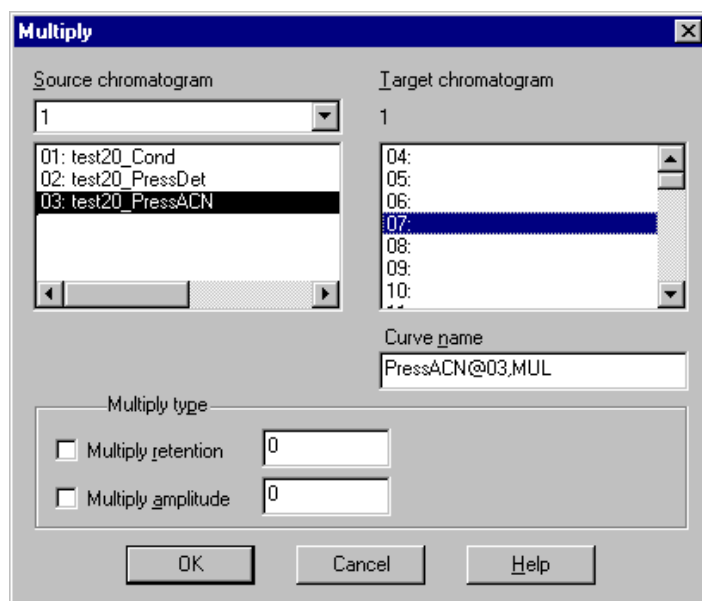 Multiply
Source chromatogram
1
01: test20_Cond
02: test20_PressDet
03: test20_PressACN
Target chromatogram
1
04:
05:
06:
07:
08:
09:
10:
Curve name
PressACN@03,MUL
Multiply type
Multiply retention 0
Multiply amplitude 0
OK Cancel Help